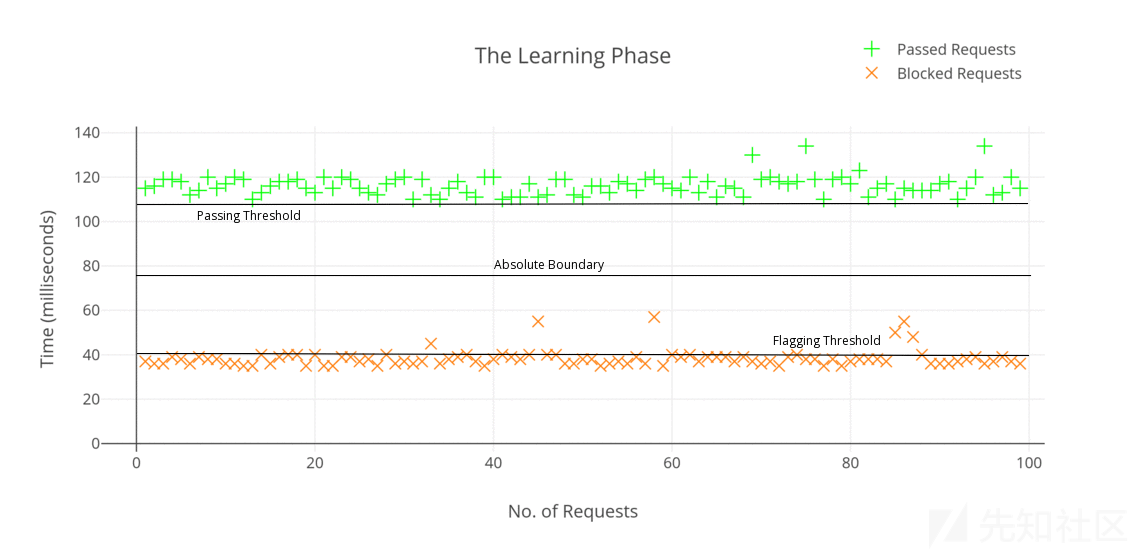 The Learning Phase
Passed Requests
Blocked Requests
Time (milliseconds)
140
120
100
80
60
40
20
0
Passing Threshold
Absolute Boundary
Flagging Threshold
0 20 40 60 80 100
No. of Requests
先知社区